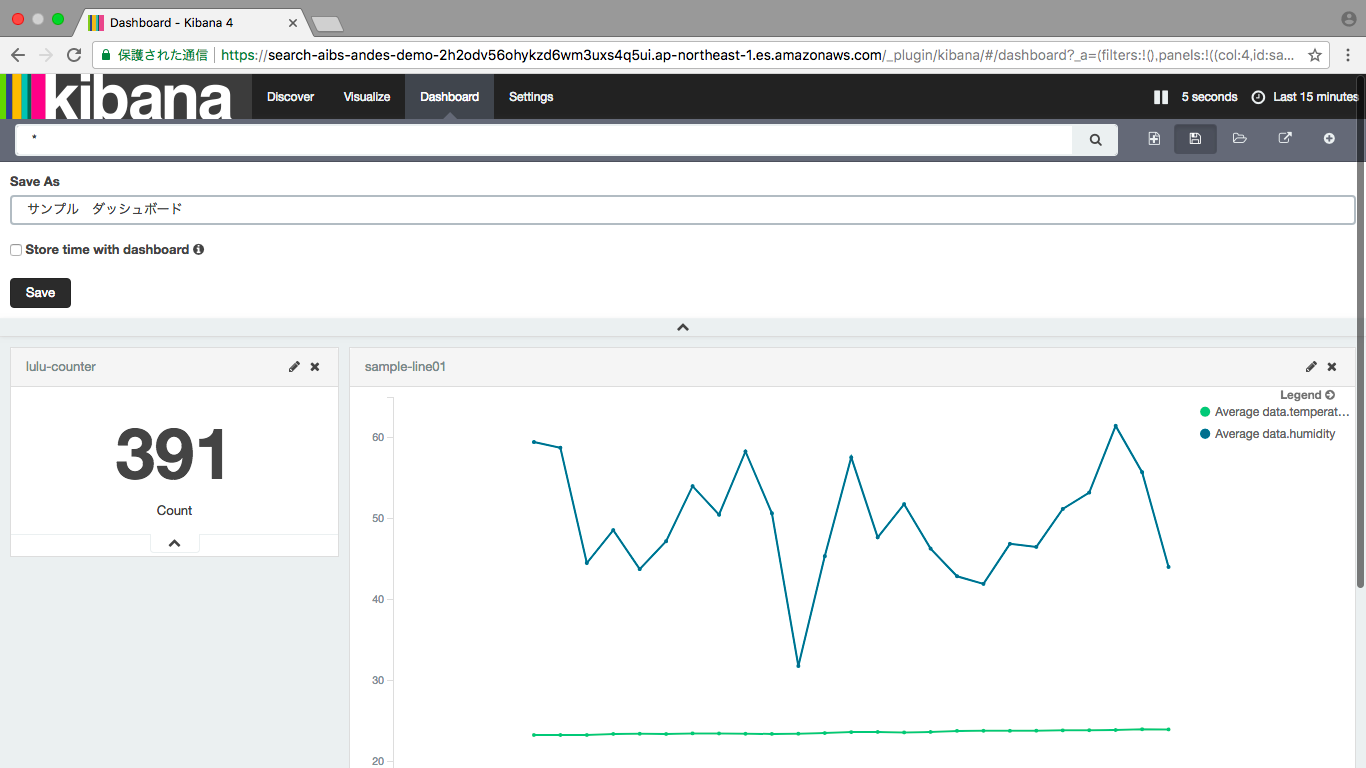 Dashboard - Kibana 4
保護された通信 https://search-aibs-andes-demo-2h2odv56ohykzd6wm3uxs4q5ui.ap-northeast-1.es.amazonaws.com/_plugin/kibana/#/dashboard?_a=(filters:!(),panels:!((col:4,id:sa...
kibana Discover Visualize Dashboard Settings 5 seconds Last 15 minutes
*
Save As
サンプル　ダッシュボード
Store time with dashboard
Save
lulu-counter
391
Count
sample-line01
Legend
Average data.temperat...
Average data.humidity
60
50
40
30
20